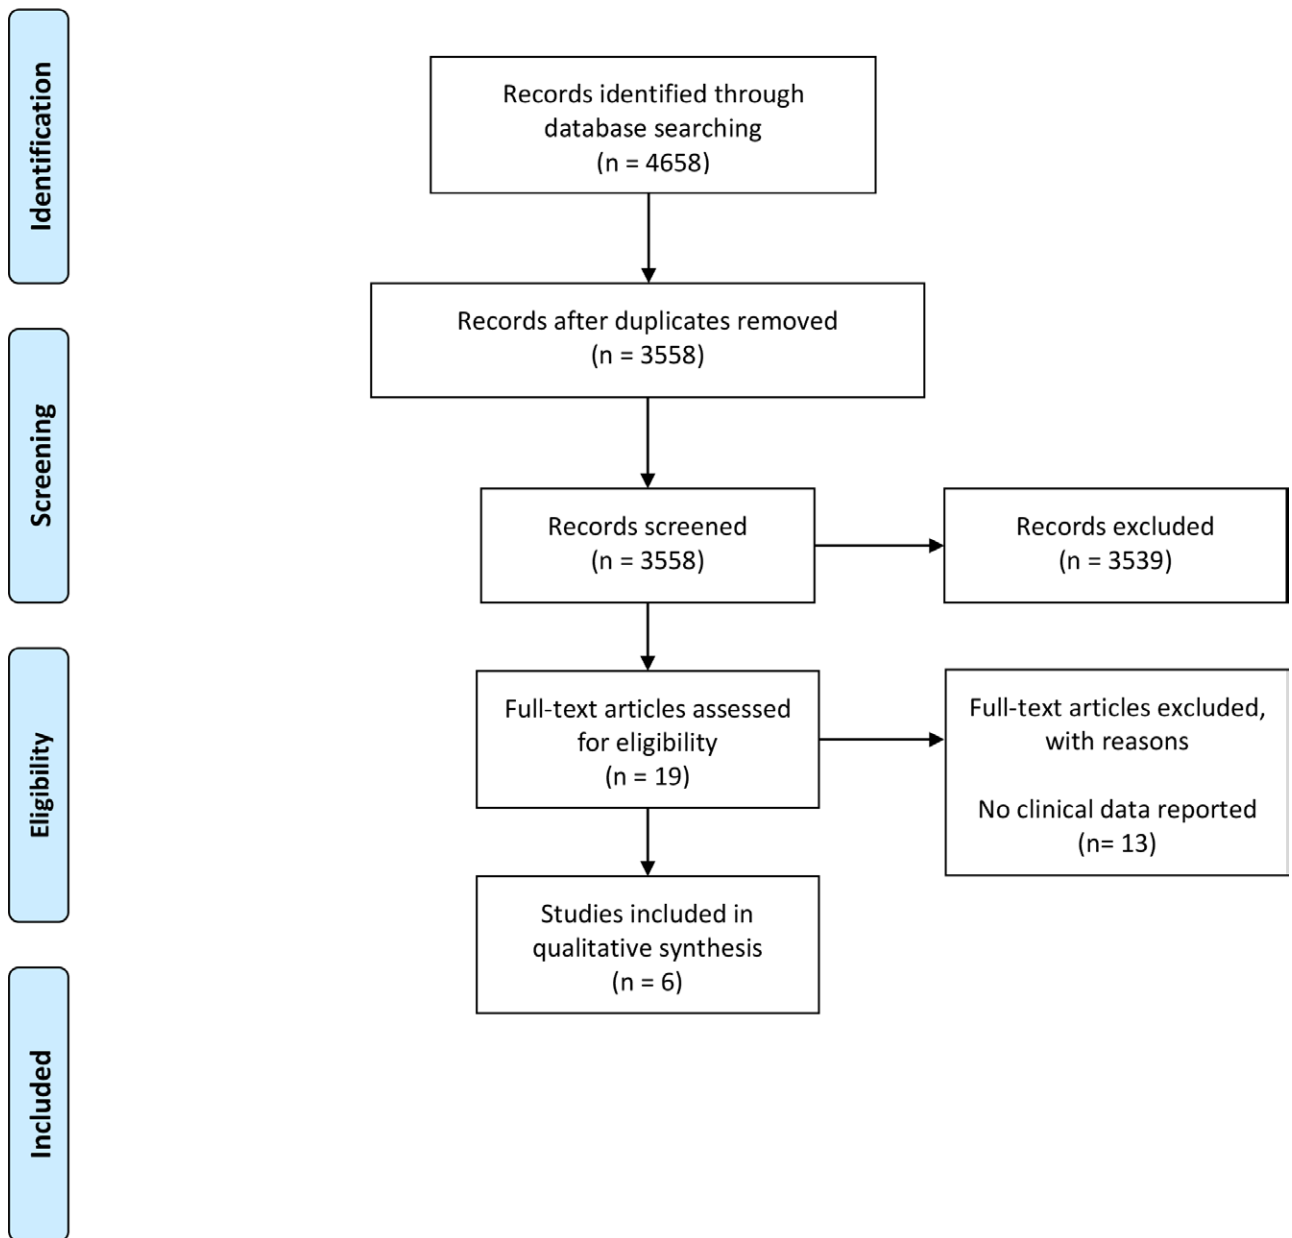 Identification
Records identified through
database searching
(n = 4658)
Records after duplicates removed
(n = 3558)
Screening
Records screened
(n = 3558)
Records excluded
(n = 3539)
Eligibility
Full-text articles assessed
for eligibility
(n = 19)
Full-text articles excluded,
with reasons
No clinical data reported
(n= 13)
Studies included in
qualitative synthesis
(n = 6)
Included